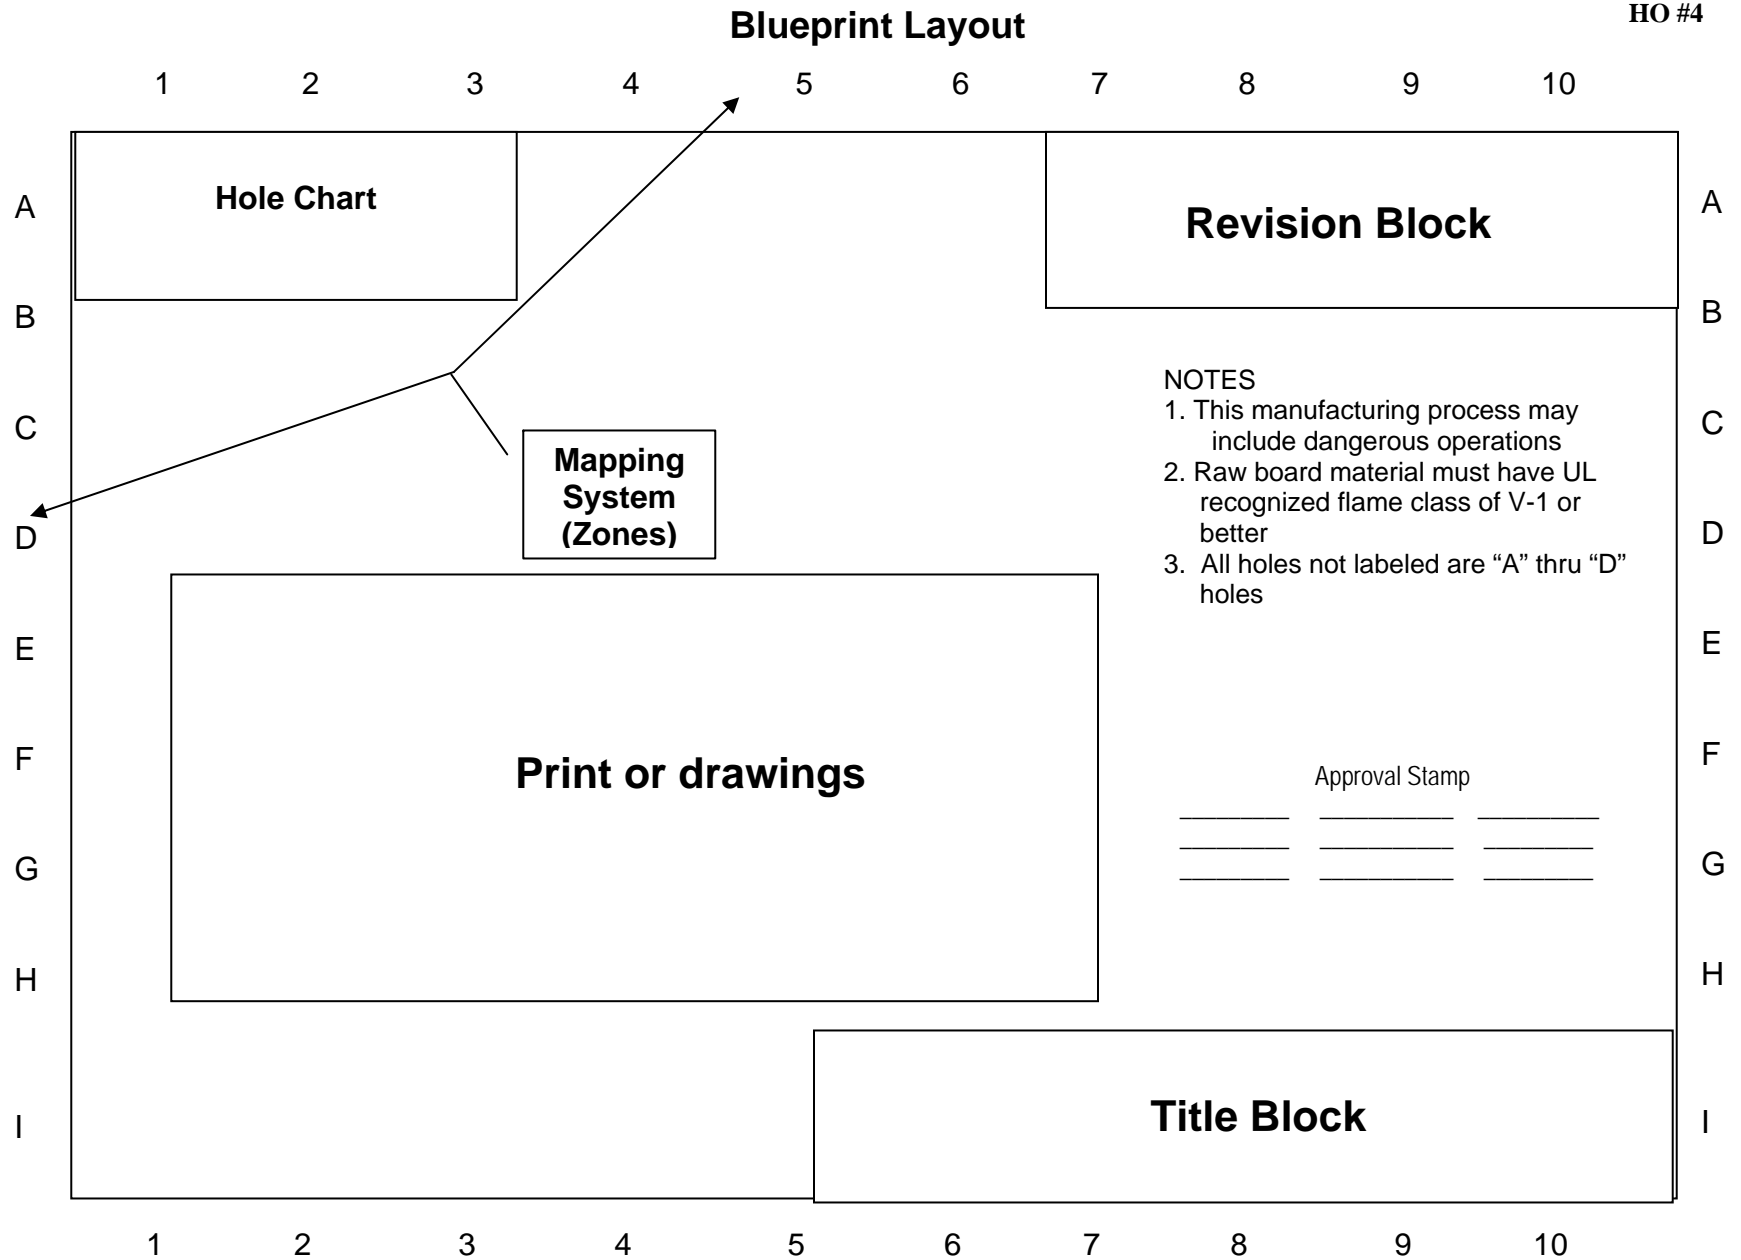 HO #4
Blueprint Layout
1 2 3 4 5 6 7 8 9 10
Hole Chart
Revision Block
A A
B B
NOTES
1. This manufacturing process may
include dangerous operations
2. Raw board material must have UL
recognized flame class of V-1 or
better
3. All holes not labeled are “A” thru “D”
holes
C C
Mapping
System
(Zones)
D D
E E
F F
Print or drawings
Approval Stamp
G G
H H
Title Block
I I
1 2 3 4 5 6 7 8 9 10